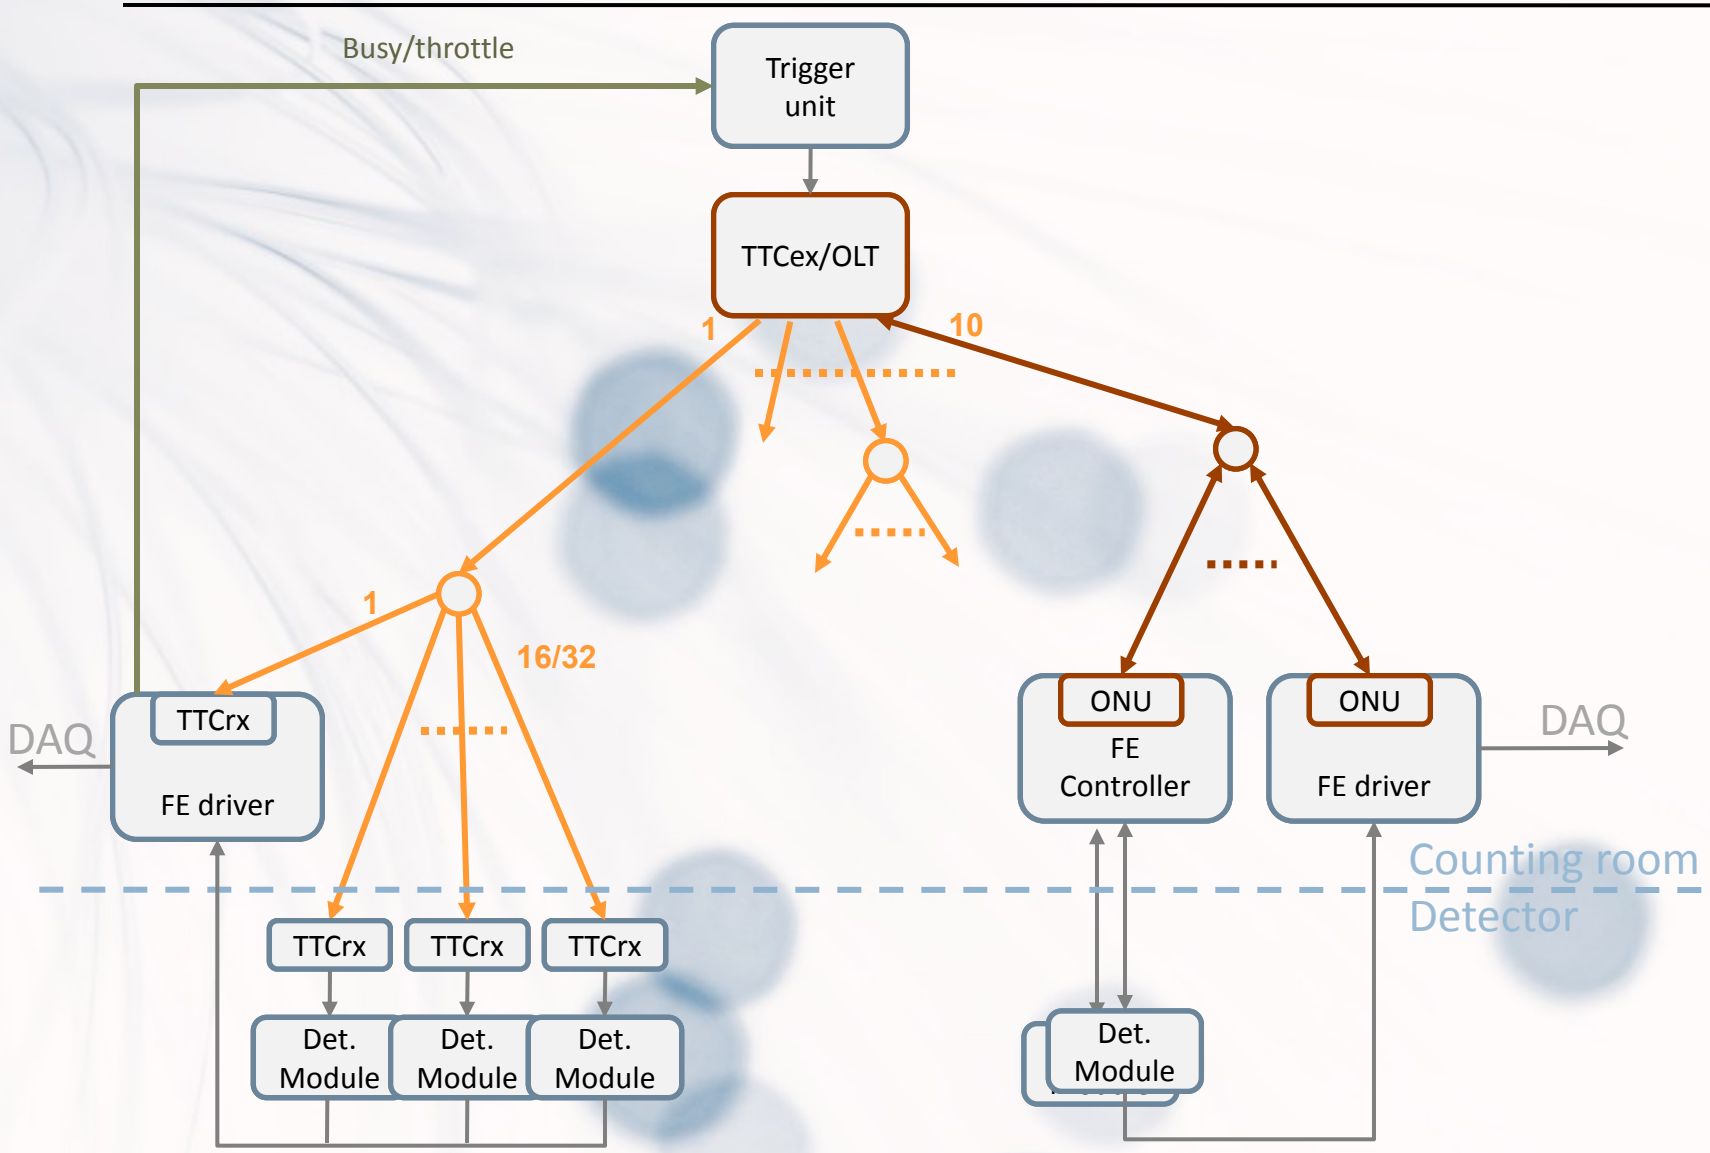 Busy/throttle
Trigger
unit
TTCex/OLT
1
10
1
16/32
TTCrx
FE driver
DAQ
ONU
FE
Controller
ONU
FE driver
DAQ
Counting room
Detector
TTCrx
TTCrx
TTCrx
Det.
Module
Det.
Module
Det.
Module
Det.
Module